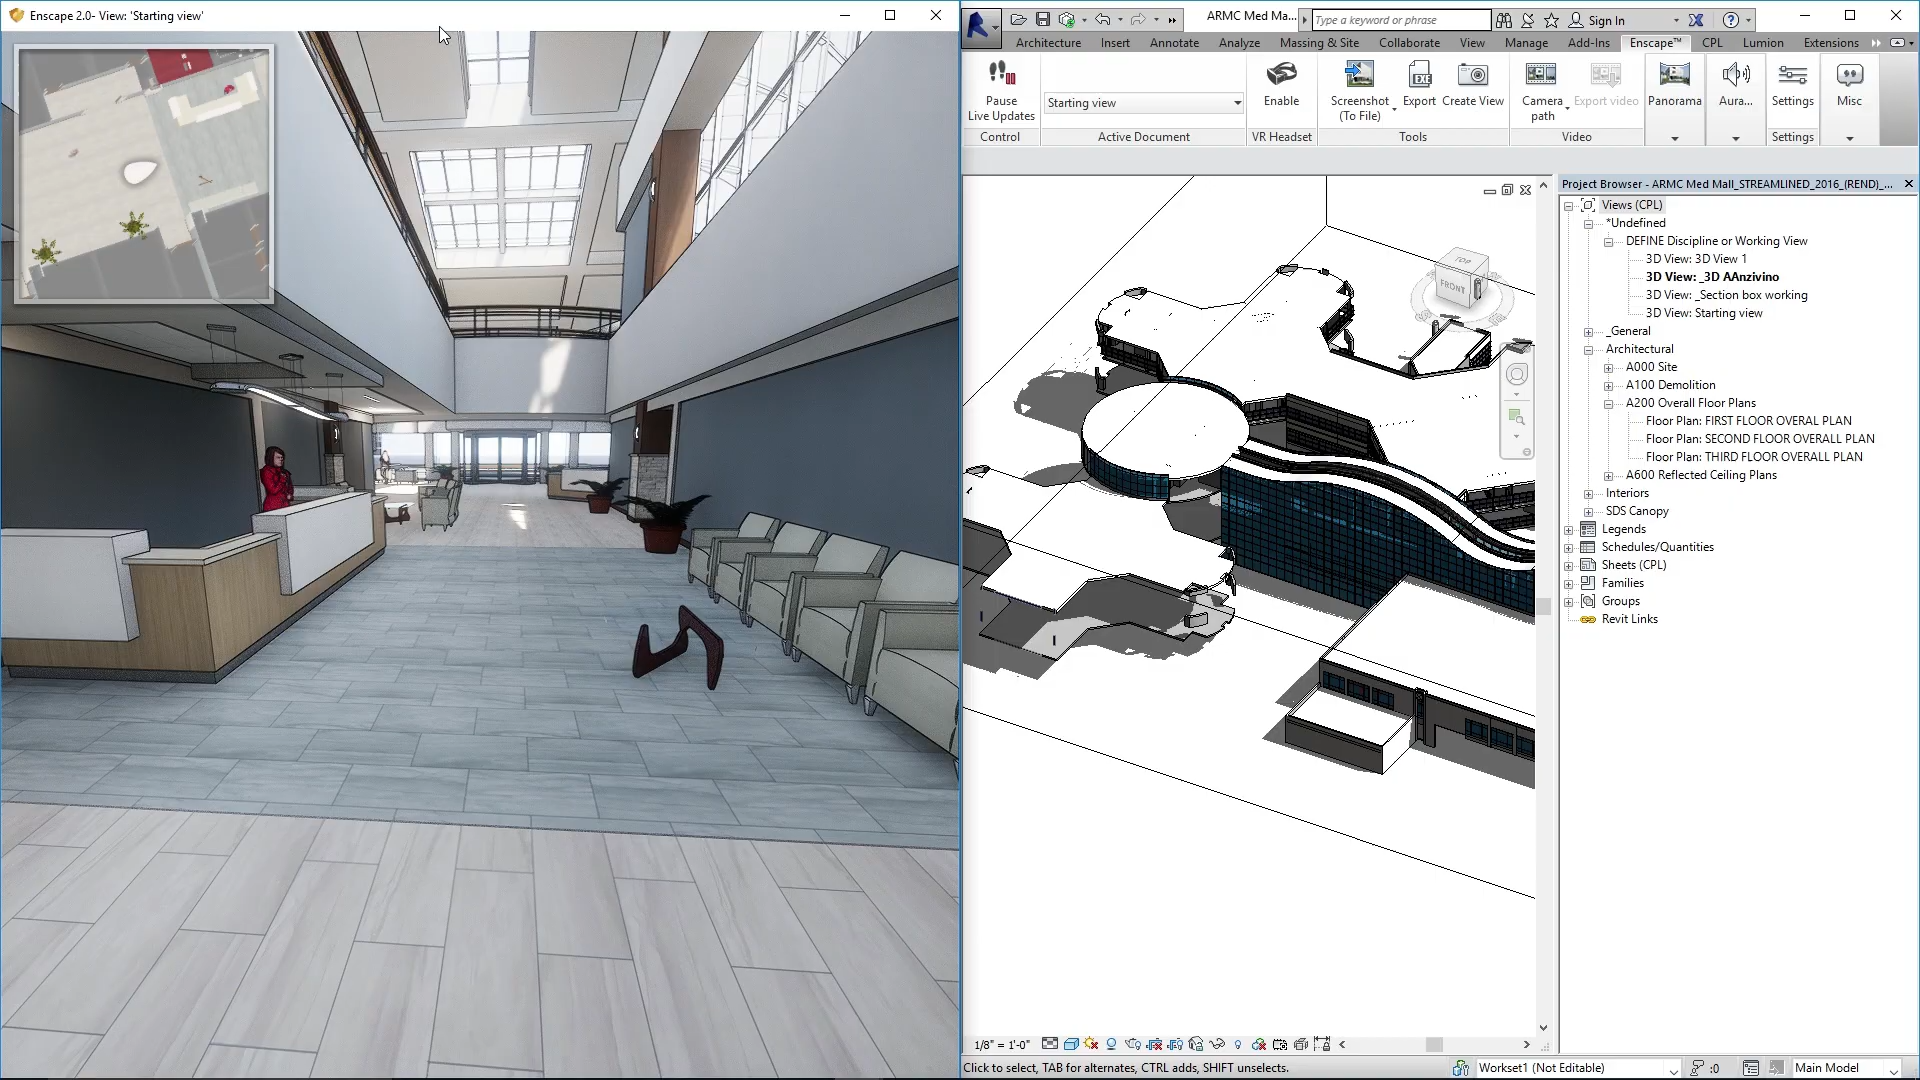 Enscape 2.0- View: 'Starting view'
ARMC Med Ma...
Type a keyword or phrase
Sign In
Architecture Insert Annotate Analyze Massing & Site Collaborate View Manage Add-Ins Enscape™ CPL Lumion Extensions
Pause
Live Updates
Starting view
Enable
Screenshot
(To File)
EXE
Export
Create View
Camera
path
Export video
Panorama
Aura...
Settings
Misc
Control
Active Document
VR Headset
Tools
Video
Settings
Project Browser - ARMC Med Mall_STREAMLINED_2016_(REND)_...
Views (CPL)
*Undefined
DEFINE Discipline or Working View
3D View: 3D View 1
3D View: _3D AAnzivino
3D View: _Section box working
3D View: Starting view
_General
Architectural
A000 Site
A100 Demolition
A200 Overall Floor Plans
Floor Plan: FIRST FLOOR OVERAL PLAN
Floor Plan: SECOND FLOOR OVERALL PLAN
Floor Plan: THIRD FLOOR OVERALL PLAN
A600 Reflected Ceiling Plans
Interiors
SDS Canopy
Legends
Schedules/Quantities
Sheets (CPL)
Families
Groups
Revit Links
TOP
FRONT
1/8" = 1'-0"
Click to select, TAB for alternates, CTRL adds, SHIFT unselects.
Workset1 (Not Editable)
:0
Main Model